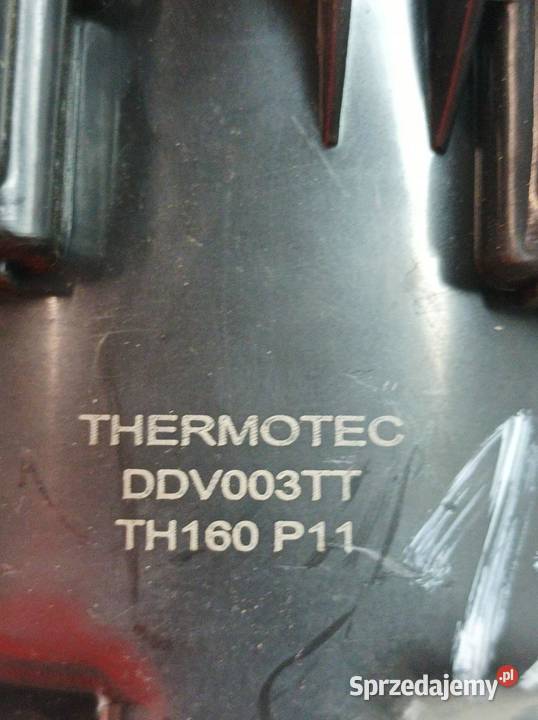 THERMOTEC
DDV003TT
TH160 P11
Sprzedajemy.pl